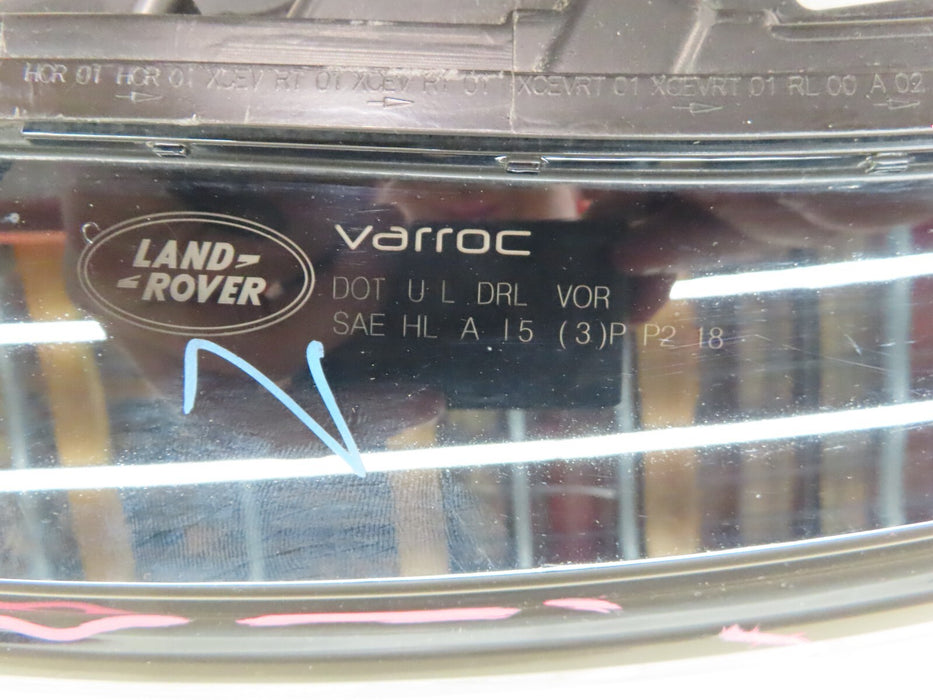 HCR 01 HCR 01 XCEV RT 01 XCEV RT 01 XCEVRT 01 XCEVRT 01 RL 00 A 02
LAND
ROVER
varroc
DOT U L DRL VOR
SAE HL A I5 (3)P P2 18